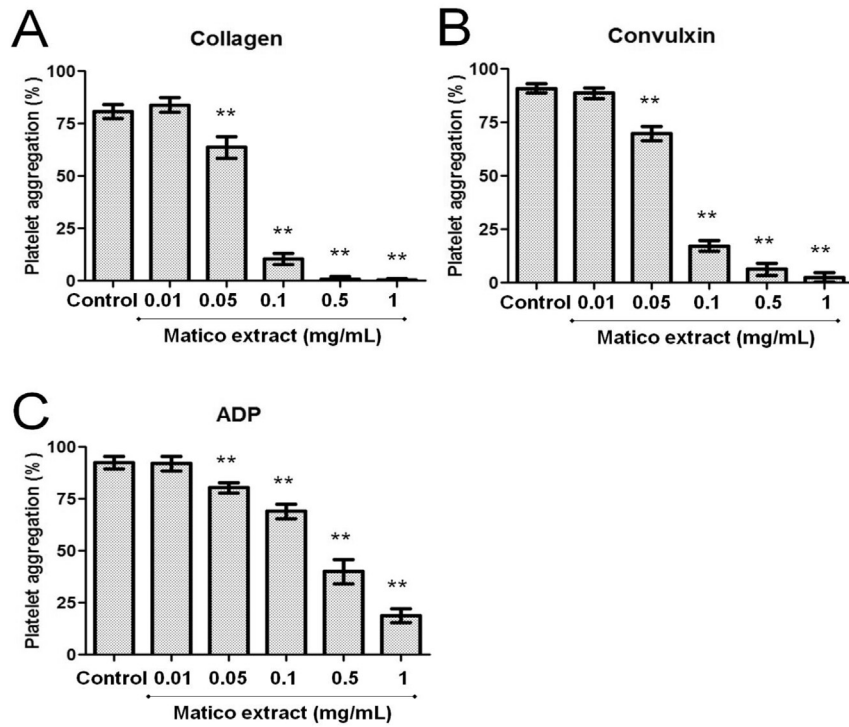 A
Collagen
Platelet aggregation (%)
100
75
50
25
0
**
**
**
**
Control 0.01 0.05 0.1 0.5 1
Matico extract (mg/mL)
B
Convulxin
Platelet aggregation (%)
100
75
50
25
0
**
**
**
**
Control 0.01 0.05 0.1 0.5 1
Matico extract (mg/mL)
C
ADP
Platelet aggregation (%)
100
75
50
25
0
**
**
**
**
Control 0.01 0.05 0.1 0.5 1
Matico extract (mg/mL)